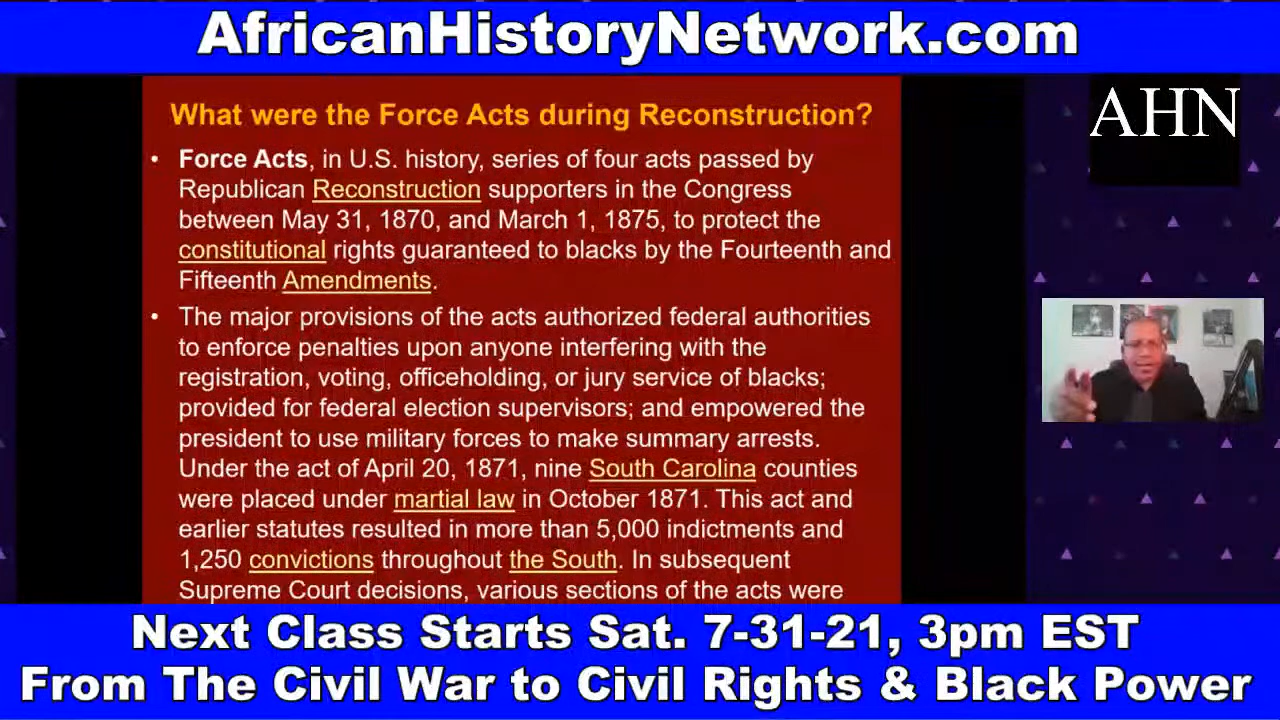 AfricanHistoryNetwork.com
AHN
What were the Force Acts during Reconstruction?
• Force Acts, in U.S. history, series of four acts passed by
Republican Reconstruction supporters in the Congress
between May 31, 1870, and March 1, 1875, to protect the
constitutional rights guaranteed to blacks by the Fourteenth and
Fifteenth Amendments.
• The major provisions of the acts authorized federal authorities
to enforce penalties upon anyone interfering with the
registration, voting, officeholding, or jury service of blacks;
provided for federal election supervisors; and empowered the
president to use military forces to make summary arrests.
Under the act of April 20, 1871, nine South Carolina counties
were placed under martial law in October 1871. This act and
earlier statutes resulted in more than 5,000 indictments and
1,250 convictions throughout the South. In subsequent
Supreme Court decisions, various sections of the acts were
Next Class Starts Sat. 7-31-21, 3pm EST
From The Civil War to Civil Rights & Black Power